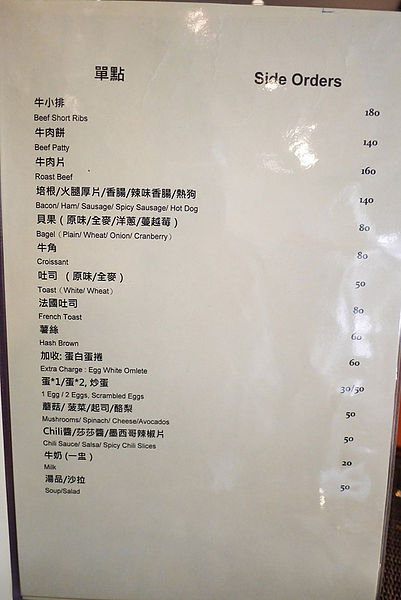 單點 Side Orders
牛小排
Beef Short Ribs 180
牛肉餅
Beef Patty 140
牛肉片
Roast Beef 160
培根/火腿厚片/香腸/辣味香腸/熱狗
Bacon/ Ham/ Sausage/ Spicy Sausage/ Hot Dog 140
貝果 ( 原味/全麥/洋蔥/蔓越莓 )
Bagel ( Plain/ Wheat/ Onion/ Cranberry ) 80
牛角
Croissant 80
吐司 ( 原味/全麥 )
Toast ( White/ Wheat ) 50
法國吐司
French Toast 80
薯絲
Hash Brown 60
加收: 蛋白蛋捲
Extra Charge : Egg White Omlete 60
蛋*1/蛋*2, 炒蛋
1 Egg / 2 Eggs, Scrambled Eggs 30/50
蘑菇/ 菠菜/起司/酪梨
Mushrooms/ Spinach/ Cheese/Avocados 50
Chili醬/莎莎醬/墨西哥辣椒片
Chili Sauce/ Salsa/ Spicy Chili Slices 50
牛奶 (一盅 )
Milk 20
湯品/沙拉
Soup/Salad 50